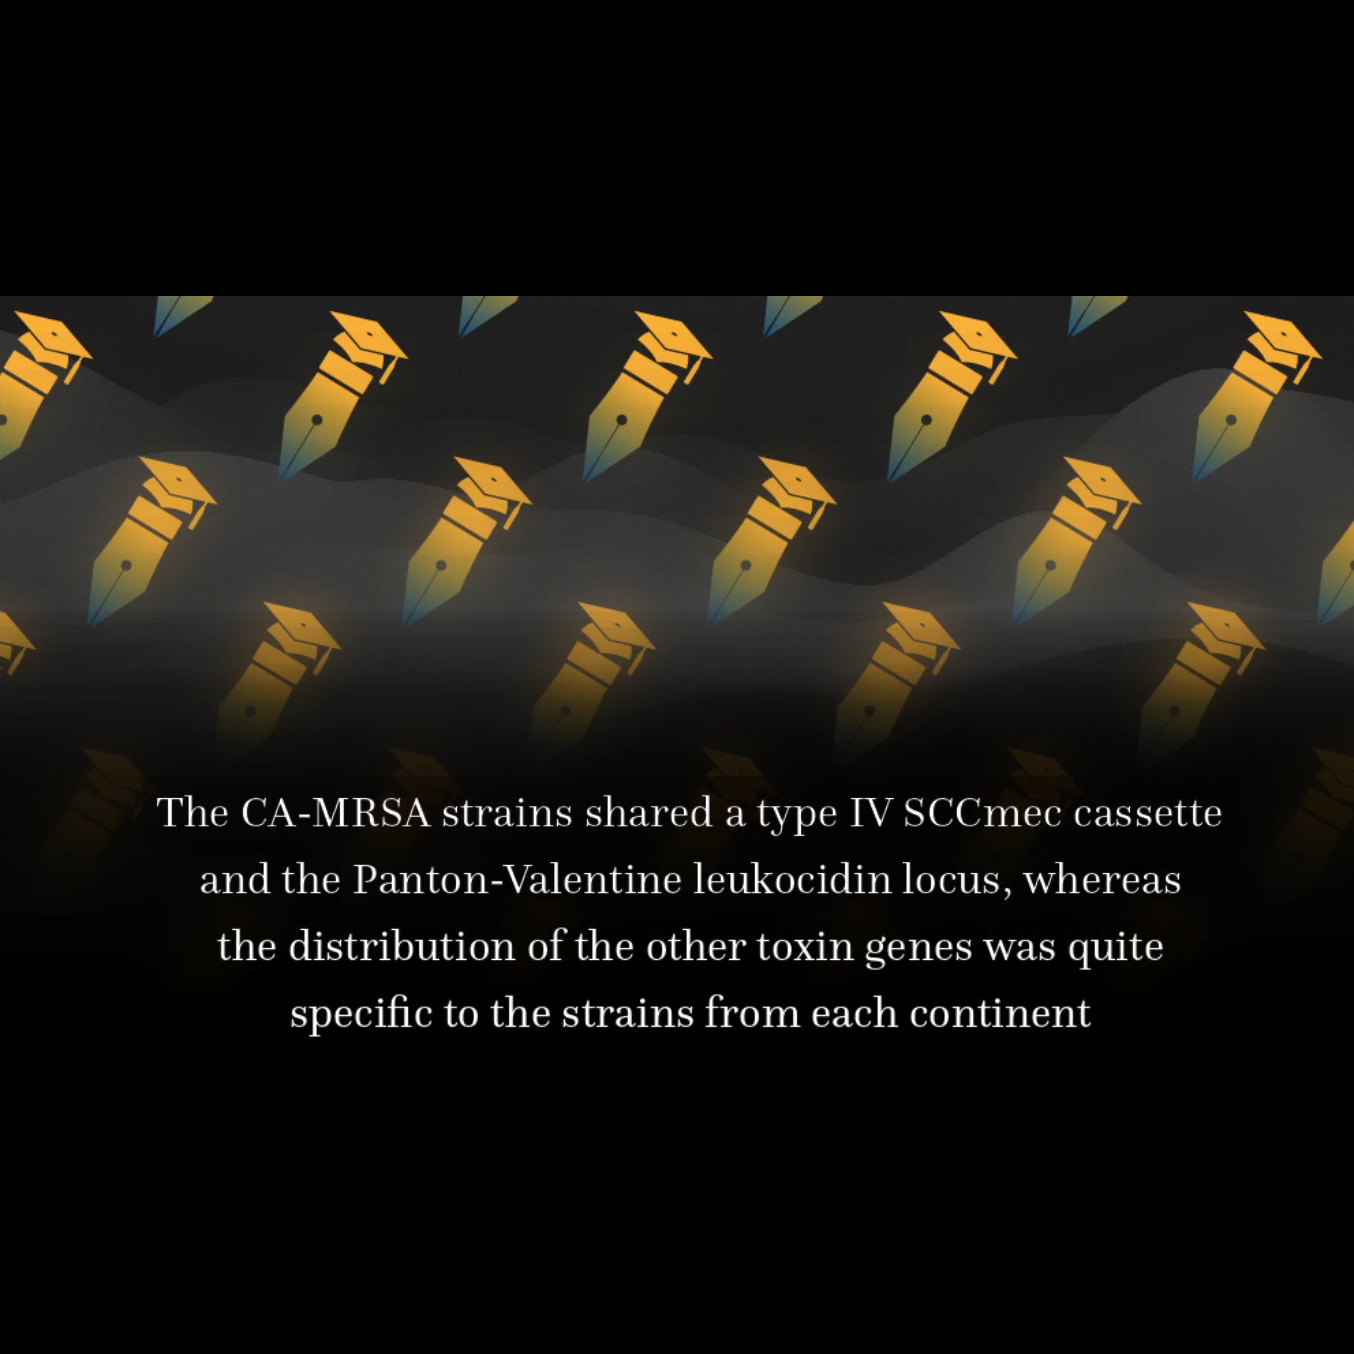 The CA-MRSA strains shared a type IV SCCmec cassette
and the Panton-Valentine leukocidin locus, whereas
the distribution of the other toxin genes was quite
specific to the strains from each continent